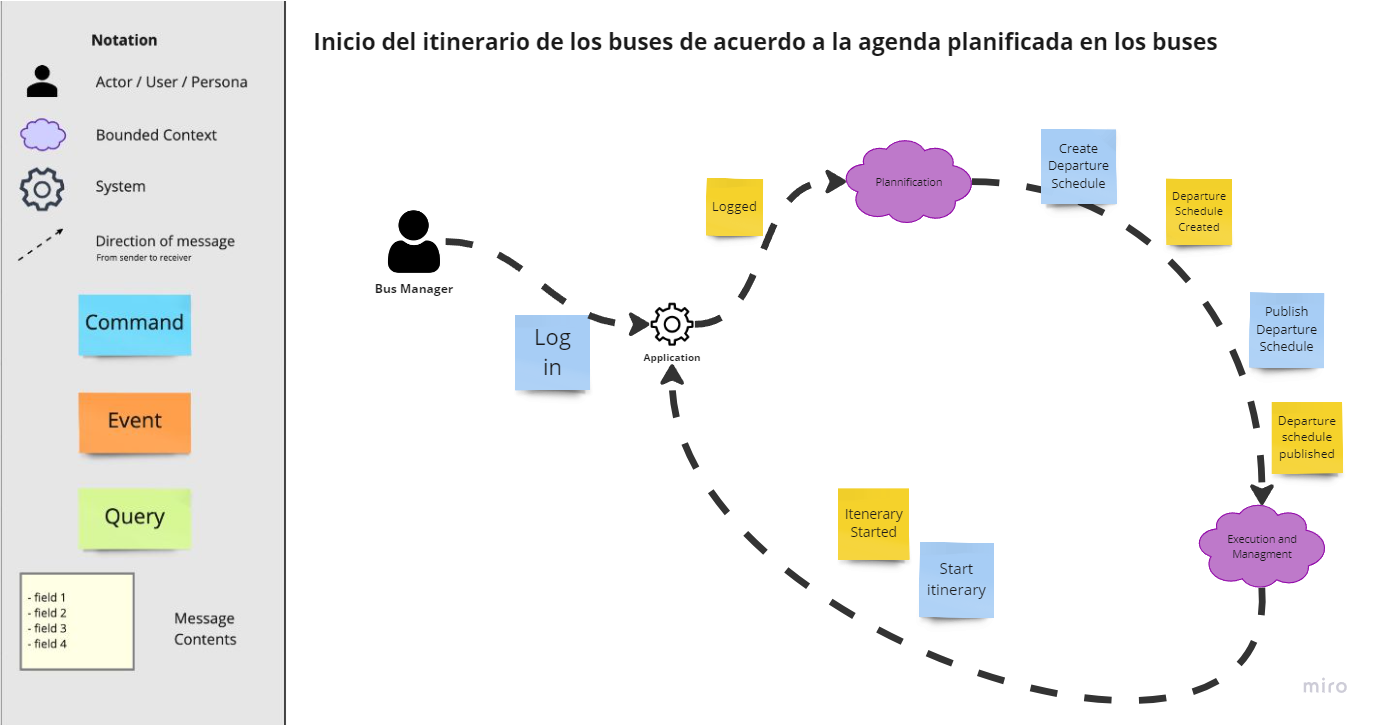 Notation
Actor / User / Persona
Bounded Context
System
Direction of message
From sender to receiver
Command
Event
Query
- field 1
- field 2
- field 3
- field 4
Message
Contents
Inicio del itinerario de los buses de acuerdo a la agenda planificada en los buses
Bus Manager
Log
in
Application
Logged
Plannification
Create
Departure
Schedule
Departure
Schedule
Created
Publish
Departure
Schedule
Departure
schedule
published
Execution and
Managment
Start
itinerary
Itenerary
Started
miro